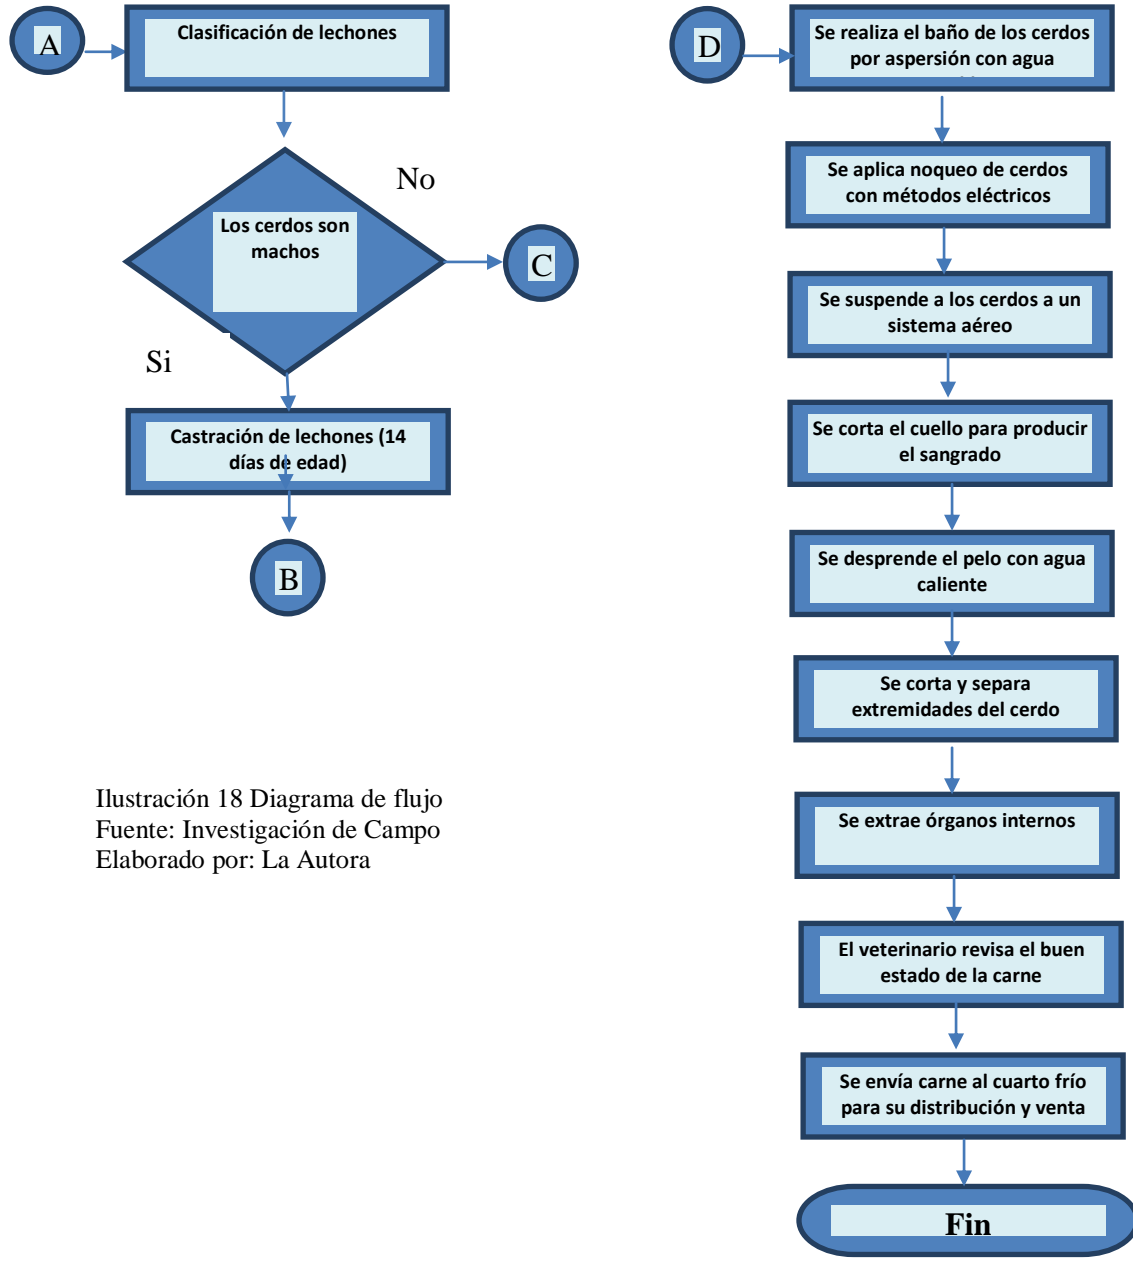 A
Clasificación de lechones
No
Los cerdos son
machos
C
Si
Castración de lechones (14
días de edad)
B
Ilustración 18 Diagrama de flujo
Fuente: Investigación de Campo
Elaborado por: La Autora
D
Se realiza el baño de los cerdos
por aspersión con agua
Se aplica noqueo de cerdos
con métodos eléctricos
Se suspende a los cerdos a un
sistema aéreo
Se corta el cuello para producir
el sangrado
Se desprende el pelo con agua
caliente
Se corta y separa
extremidades del cerdo
Se extrae órganos internos
El veterinario revisa el buen
estado de la carne
Se envía carne al cuarto frío
para su distribución y venta
Fin